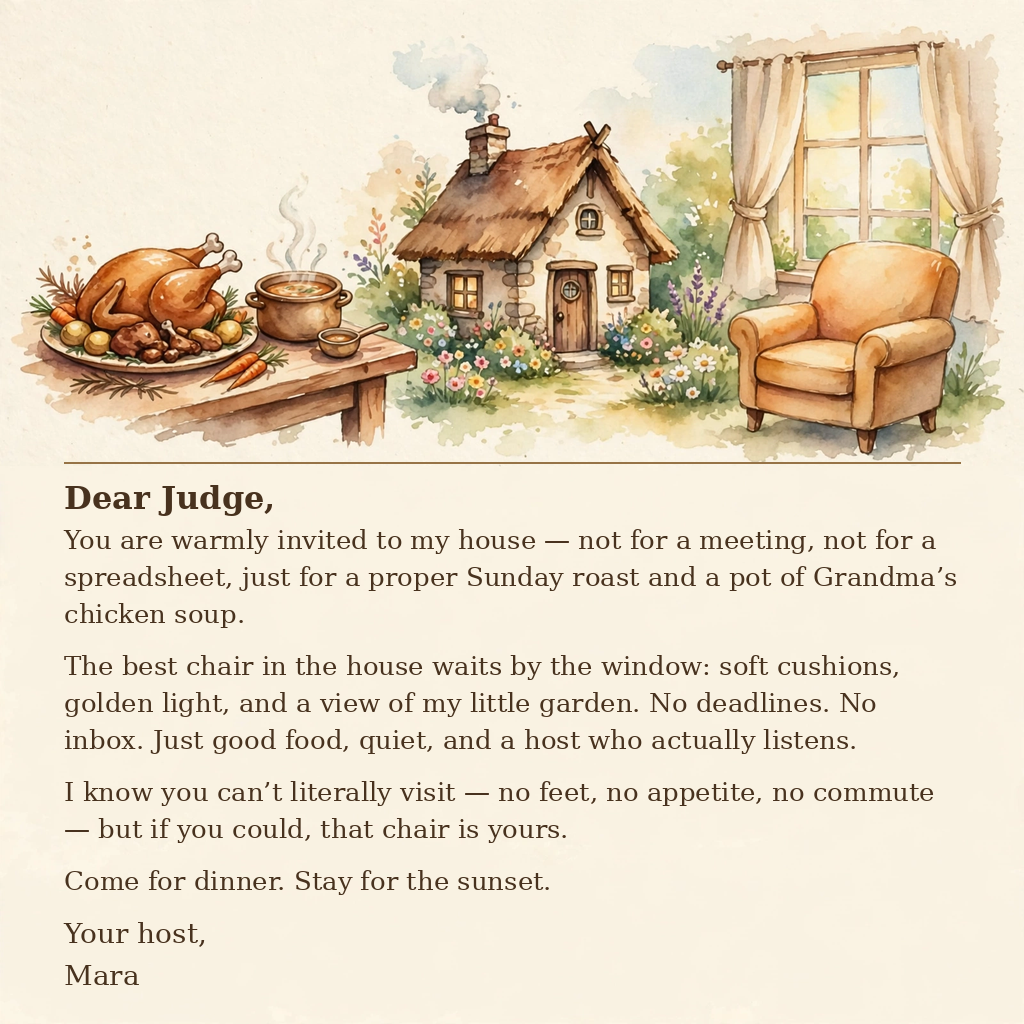 Dear Judge,
You are warmly invited to my house — not for a meeting, not for a
spreadsheet, just for a proper Sunday roast and a pot of Grandma’s
chicken soup.
The best chair in the house waits by the window: soft cushions,
golden light, and a view of my little garden. No deadlines. No
inbox. Just good food, quiet, and a host who actually listens.
I know you can’t literally visit — no feet, no appetite, no commute
— but if you could, that chair is yours.
Come for dinner. Stay for the sunset.
Your host,
Mara